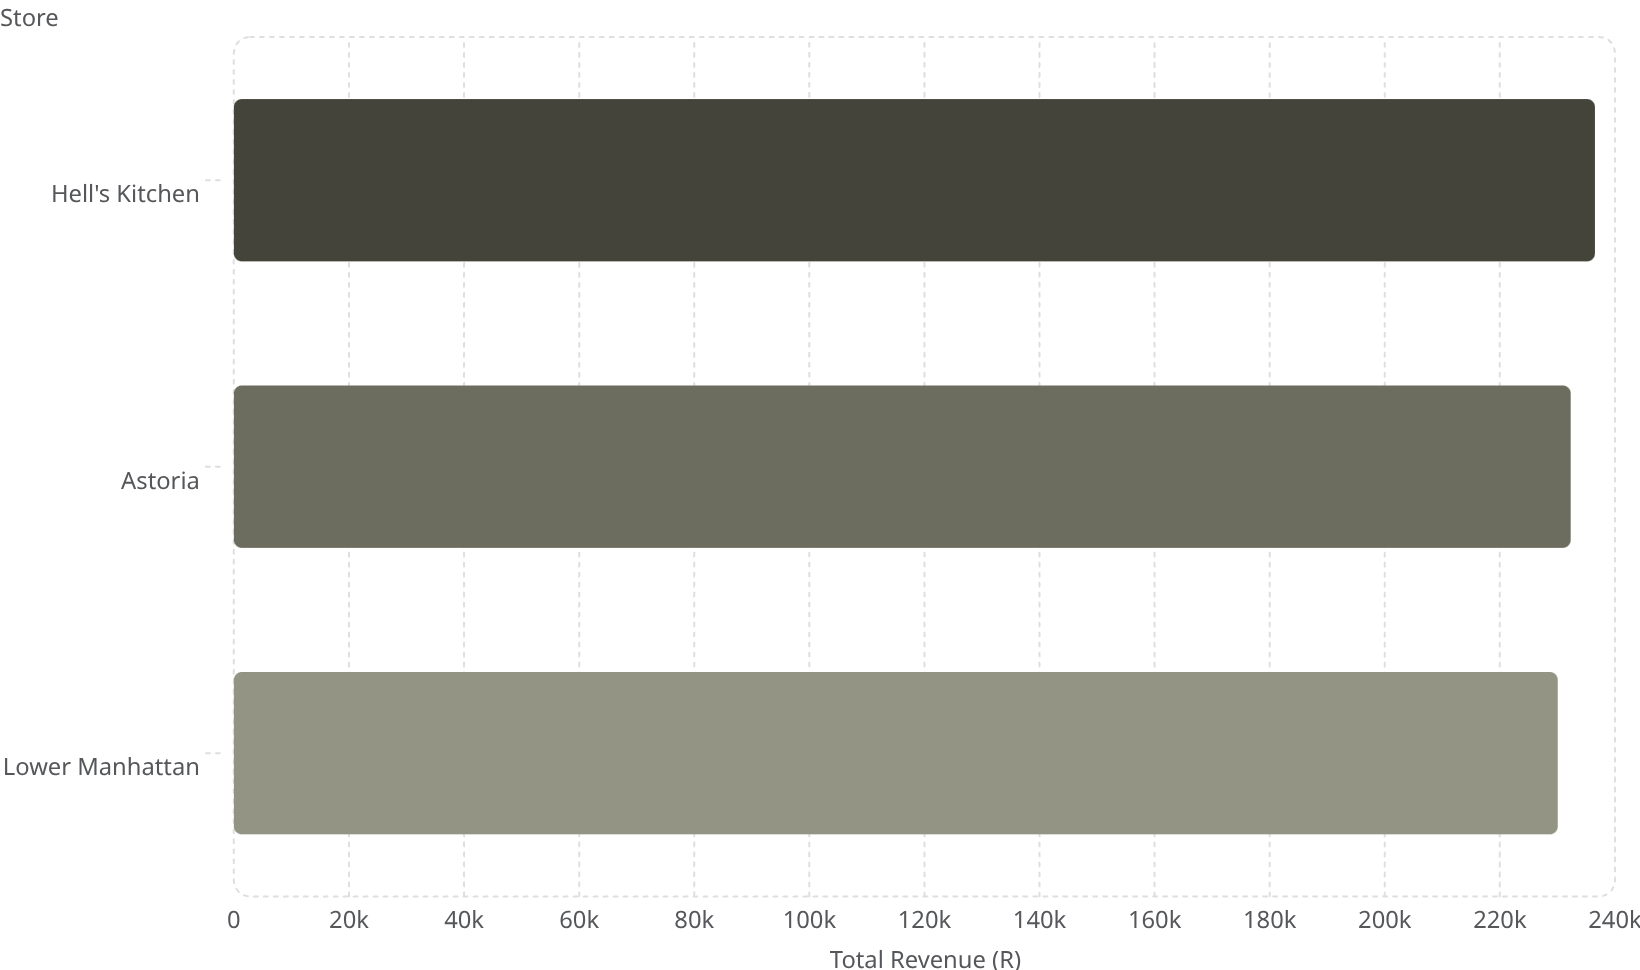 Store
Hell's Kitchen
Astoria
Lower Manhattan
0 20k 40k 60k 80k 100k 120k 140k 160k 180k 200k 220k 240k
Total Revenue (R)